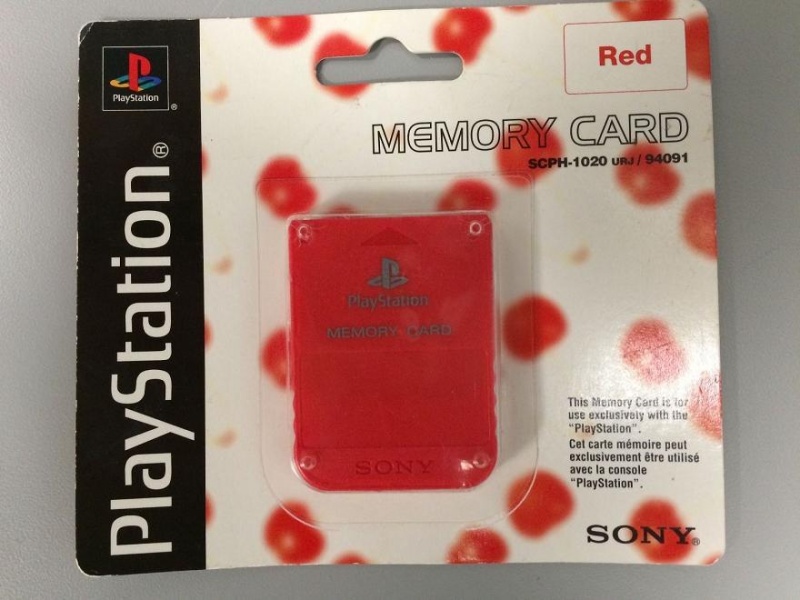 PlayStation
®
PlayStation®
Red
MEMORY CARD
SCPH-1020 URJ / 94091
PlayStation
MEMORY CARD
SONY
This Memory Card is for
use exclusively with the
"PlayStation".
Cet carte mémoire peut
exclusivement être utilisé
avec la console
"PlayStation".
SONY®